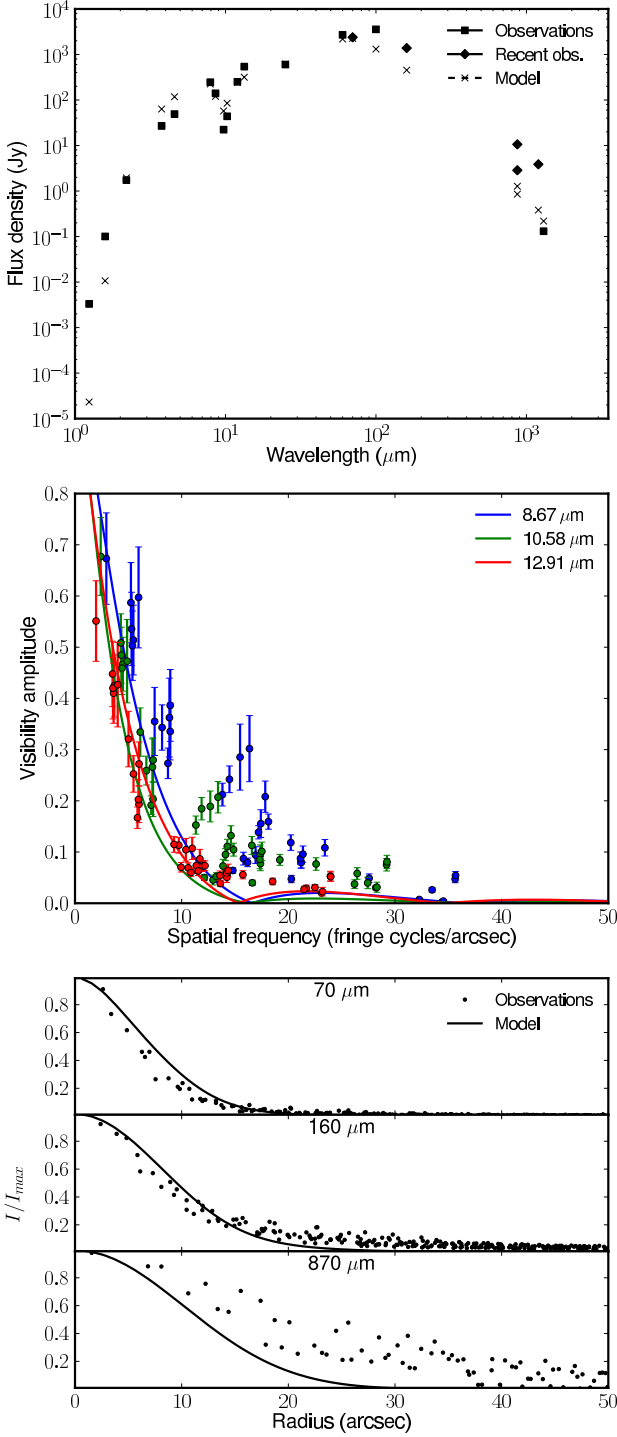 10^4
10^3
10^2
10^1
10^0
10^-1
10^-2
10^-3
10^-4
10^-5
Flux density (Jy)
Observations
Recent obs.
Model
10^0 10^1 10^2 10^3
Wavelength (μm)
0.8
0.7
0.6
0.5
0.4
0.3
0.2
0.1
0.0
Visibility amplitude
8.67 μm
10.58 μm
12.91 μm
0 10 20 30 40 50
Spatial frequency (fringe cycles/arcsec)
70 μm
Observations
Model
0.8
0.6
0.4
0.2
160 μm
0.8
0.6
0.4
0.2
I/I_max
870 μm
0.8
0.6
0.4
0.2
0 10 20 30 40 50
Radius (arcsec)